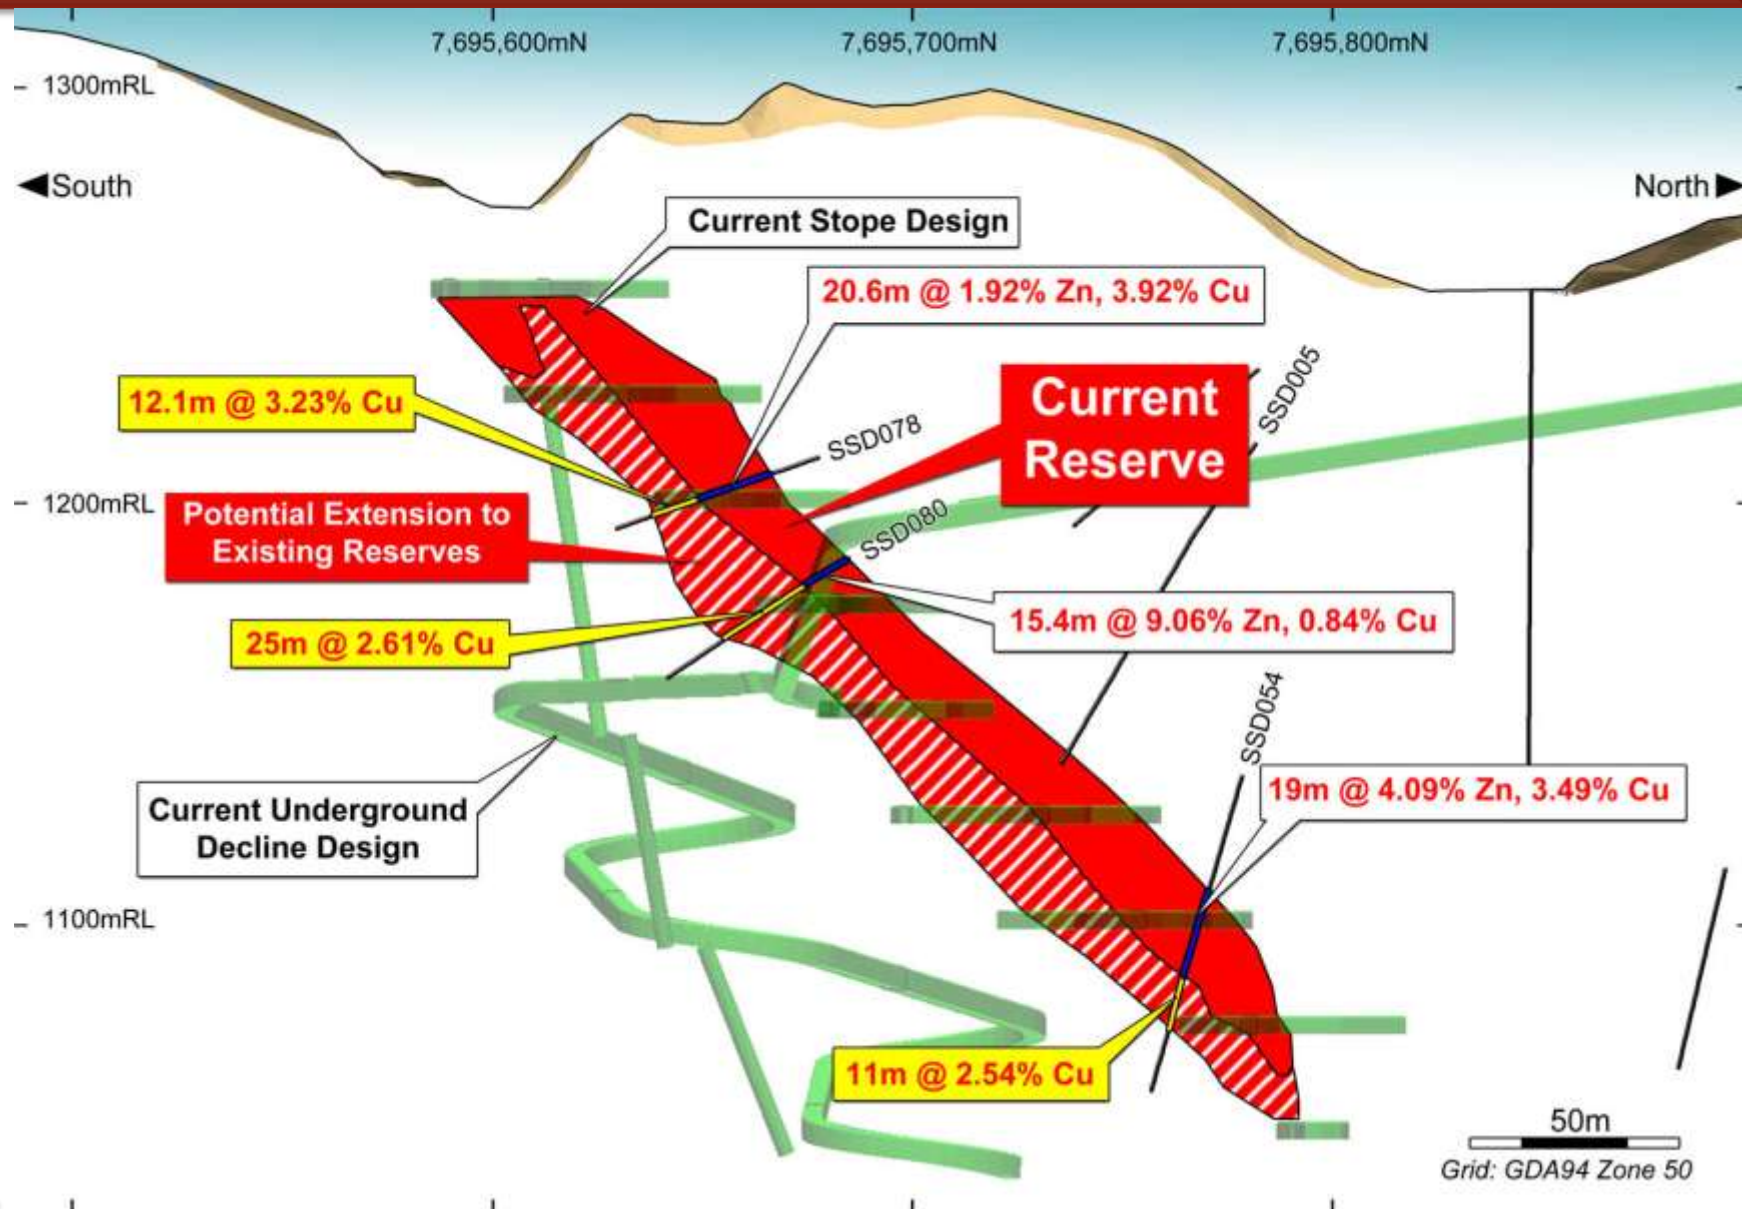 7,695,600mN
7,695,700mN
7,695,800mN
1300mRL
South
North
Current Stope Design
20.6m @ 1.92% Zn, 3.92% Cu
12.1m @ 3.23% Cu
Current
Reserve
SSD005
SSD078
1200mRL
Potential Extension to
Existing Reserves
SSD080
15.4m @ 9.06% Zn, 0.84% Cu
25m @ 2.61% Cu
SSD054
19m @ 4.09% Zn, 3.49% Cu
Current Underground
Decline Design
1100mRL
11m @ 2.54% Cu
50m
Grid: GDA94 Zone 50